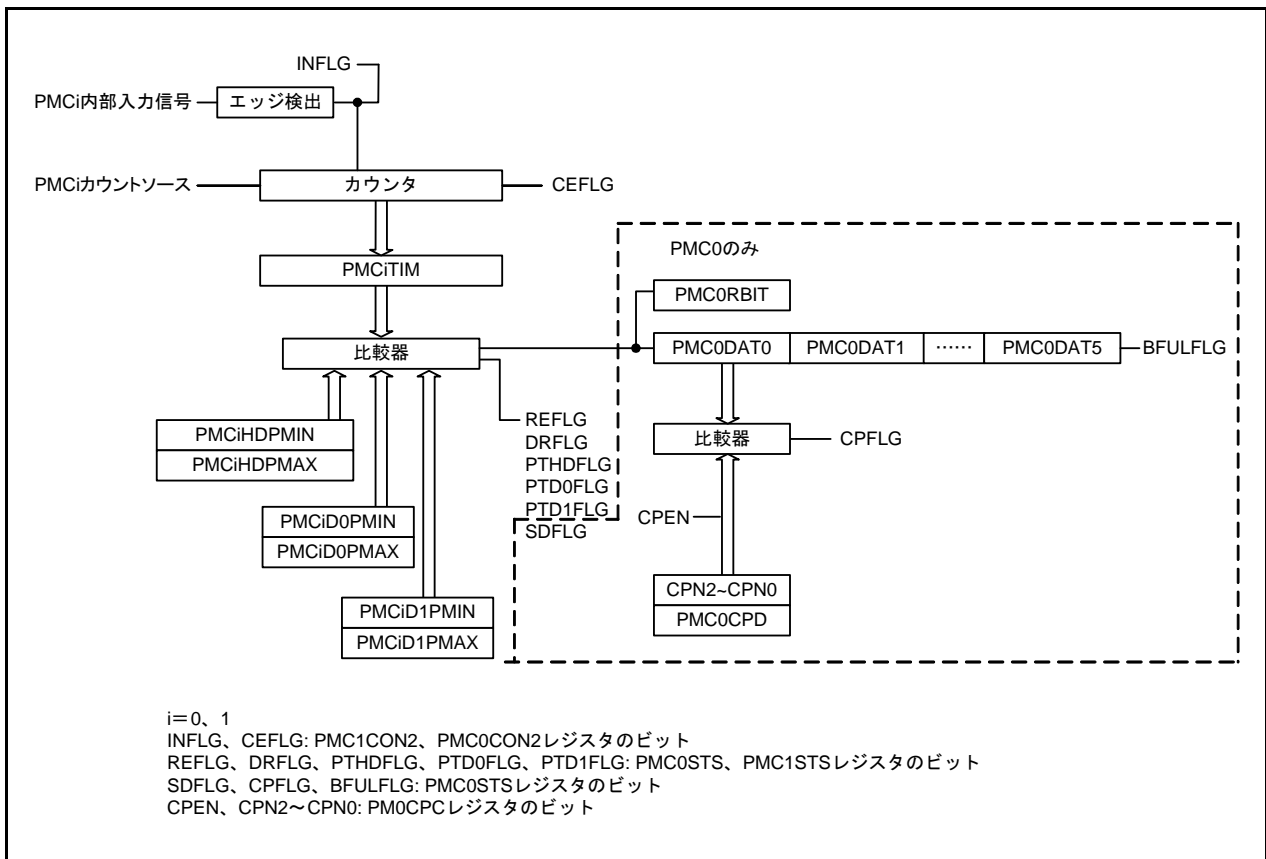 INFLG
PMCi内部入力信号
エッジ検出
PMCiカウントソース
カウンタ
CEFLG
PMCiTIM
PMC0のみ
PMC0RBIT
比較器
PMC0DAT0 PMC0DAT1 …… PMC0DAT5
BFULFLG
PMCiHDPMIN
PMCiHDPMAX
REFLG
DRFLG
PTHDFLG
PTD0FLG
PTD1FLG
SDFLG
比較器
CPFLG
PMCiD0PMIN
PMCiD0PMAX
CPEN
PMCiD1PMIN
PMCiD1PMAX
CPN2~CPN0
PMC0CPD
i＝0、1
INFLG、CEFLG: PMC1CON2、PMC0CON2レジスタのビット
REFLG、DRFLG、PTHDFLG、PTD0FLG、PTD1FLG: PMC0STS、PMC1STSレジスタのビット
SDFLG、CPFLG、BFULFLG: PMC0STSレジスタのビット
CPEN、CPN2～CPN0: PM0CPCレジスタのビット